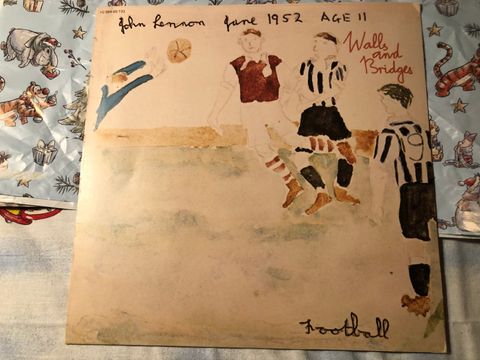 John Lennon June 1952 AGE 11
Walls
and
Bridges
Football